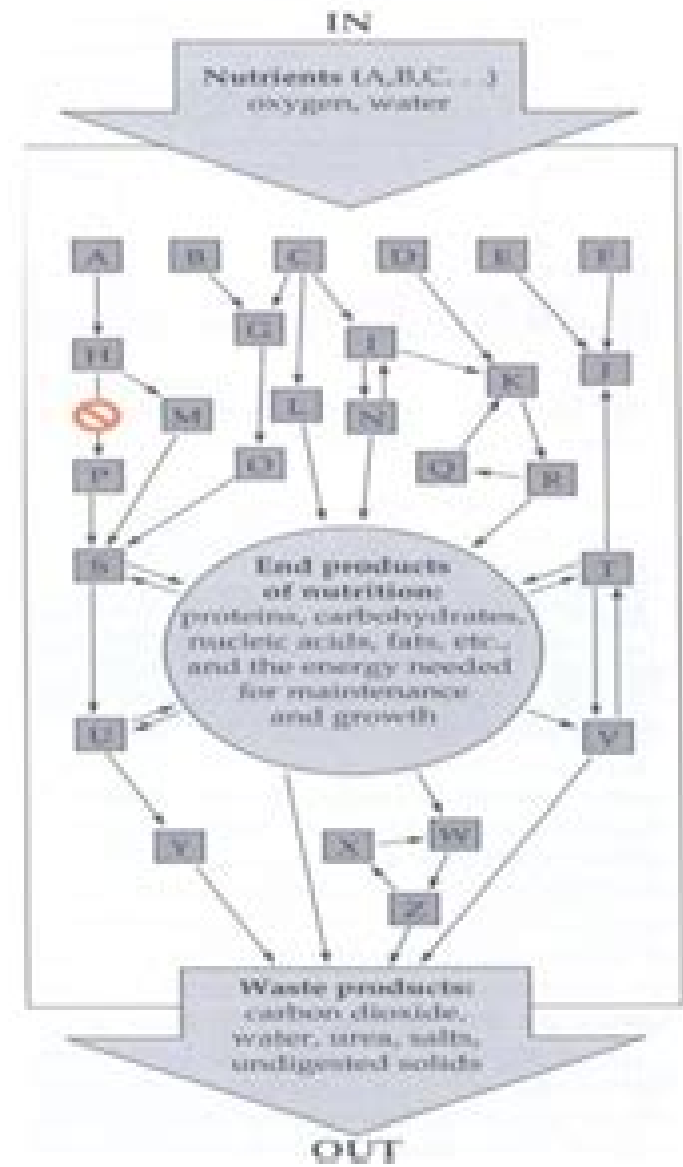 IN
Nutrients (A,B,C, . . .)
oxygen, water
A B C D E F
G
H I J
K
L
M N
O Q
P R
S T
End products
of nutrition:
proteins, carbohydrates,
nucleic acids, fats, etc.,
and the energy needed
for maintenance
and growth
U V
Y X W
Z
Waste products:
carbon dioxide,
water, urea, salts,
undigested solids
OUT